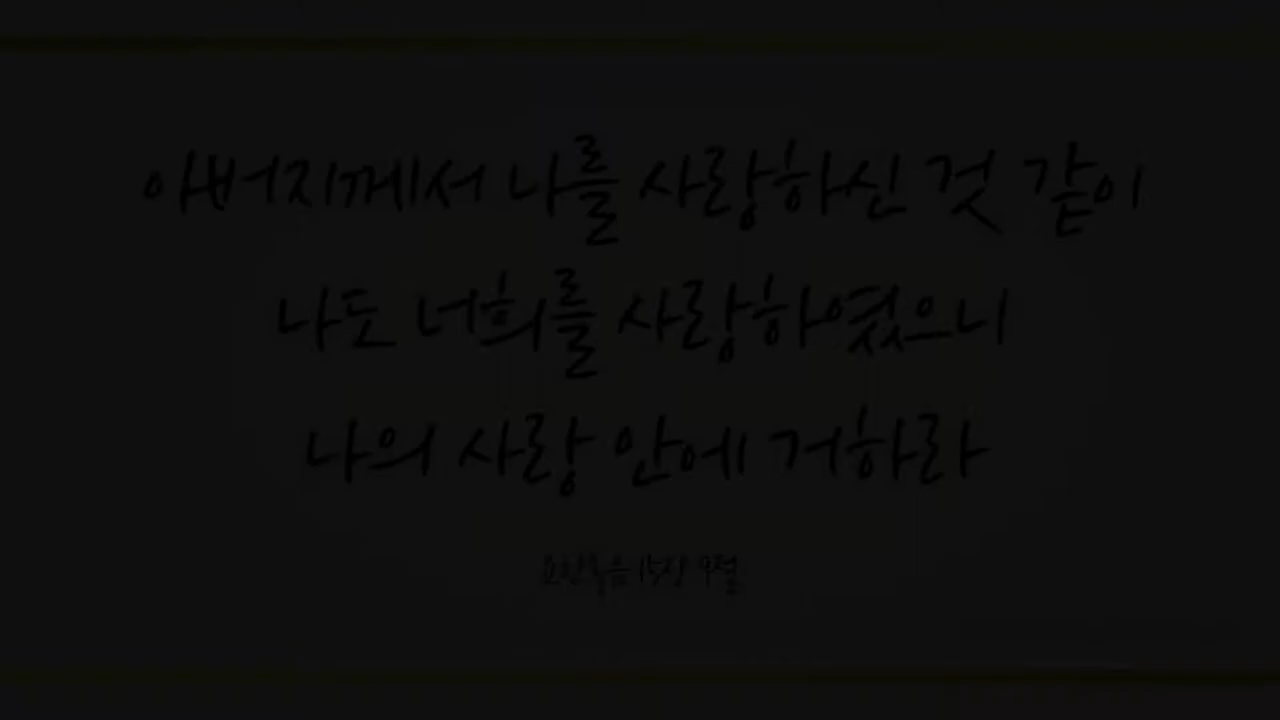 아버지께서 나를 사랑하신 것 같이
나도 너희를 사랑하였으니
나의 사랑 안에 거하라
요한복음 15장 9절